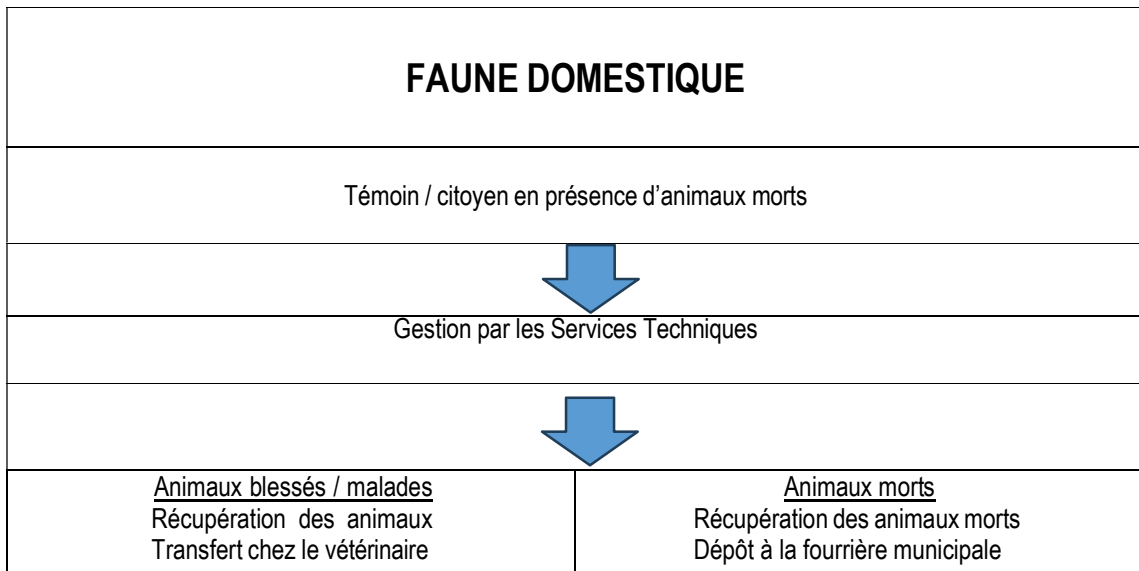 FAUNE DOMESTIQUE
Témoin / citoyen en présence d’animaux morts
Gestion par les Services Techniques
Animaux blessés / malades
Récupération des animaux
Transfert chez le vétérinaire
Animaux morts
Récupération des animaux morts
Dépôt à la fourrière municipale